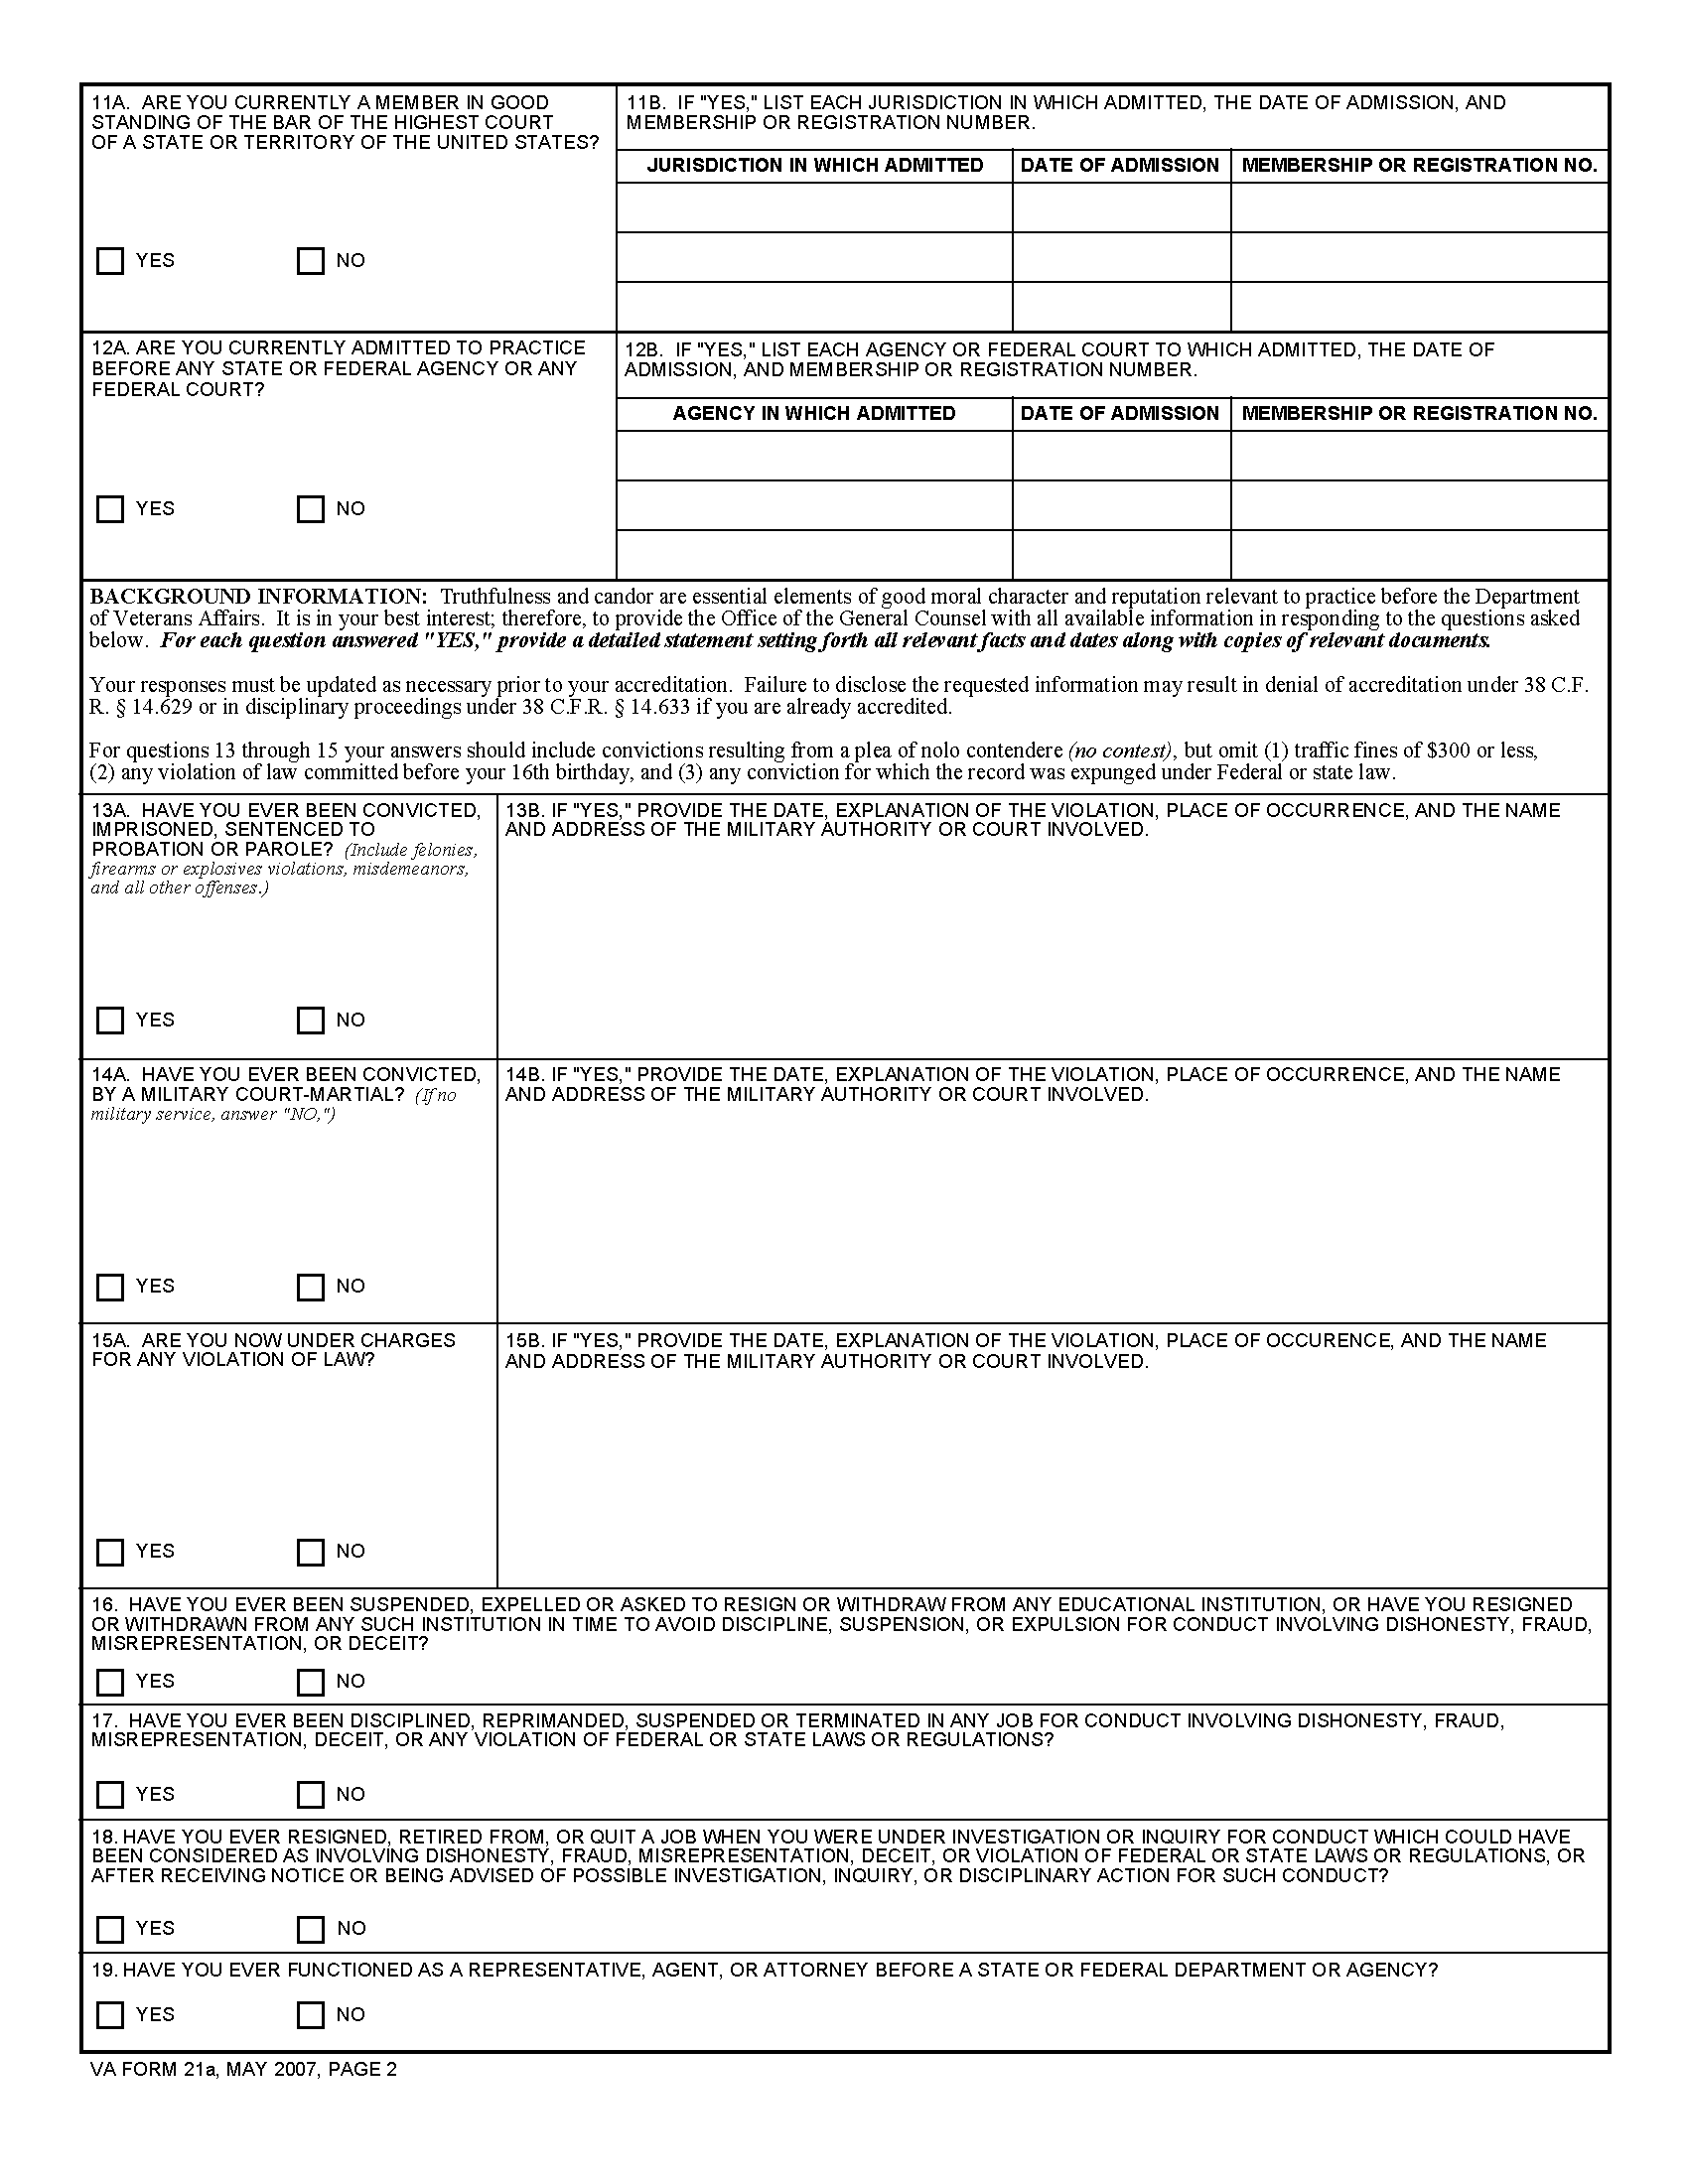 11A.  ARE YOU CURRENTLY A MEMBER IN GOOD
STANDING OF THE BAR OF THE HIGHEST COURT
OF A STATE OR TERRITORY OF THE UNITED STATES?
YES NO
11B.  IF "YES," LIST EACH JURISDICTION IN WHICH ADMITTED, THE DATE OF ADMISSION, AND
MEMBERSHIP OR REGISTRATION NUMBER.
JURISDICTION IN WHICH ADMITTED DATE OF ADMISSION MEMBERSHIP OR REGISTRATION NO.
12A. ARE YOU CURRENTLY ADMITTED TO PRACTICE
BEFORE ANY STATE OR FEDERAL AGENCY OR ANY
FEDERAL COURT?
YES NO
12B.  IF "YES," LIST EACH AGENCY OR FEDERAL COURT TO WHICH ADMITTED, THE DATE OF
ADMISSION, AND MEMBERSHIP OR REGISTRATION NUMBER.
AGENCY IN WHICH ADMITTED DATE OF ADMISSION MEMBERSHIP OR REGISTRATION NO.
BACKGROUND INFORMATION:  Truthfulness and candor are essential elements of good moral character and reputation relevant to practice before the Department
of Veterans Affairs.  It is in your best interest; therefore, to provide the Office of the General Counsel with all available information in responding to the questions asked
below.  For each question answered "YES," provide a detailed statement setting forth all relevant facts and dates along with copies of relevant documents.
Your responses must be updated as necessary prior to your accreditation.  Failure to disclose the requested information may result in denial of accreditation under 38 C.F.
R. § 14.629 or in disciplinary proceedings under 38 C.F.R. § 14.633 if you are already accredited.
For questions 13 through 15 your answers should include convictions resulting from a plea of nolo contendere (no contest), but omit (1) traffic fines of $300 or less,
(2) any violation of law committed before your 16th birthday, and (3) any conviction for which the record was expunged under Federal or state law.
13A.  HAVE YOU EVER BEEN CONVICTED,
IMPRISONED, SENTENCED TO
PROBATION OR PAROLE?  (Include felonies,
firearms or explosives violations, misdemeanors,
and all other offenses.)
YES NO
13B. IF "YES," PROVIDE THE DATE, EXPLANATION OF THE VIOLATION, PLACE OF OCCURRENCE, AND THE NAME
AND ADDRESS OF THE MILITARY AUTHORITY OR COURT INVOLVED.
14A.  HAVE YOU EVER BEEN CONVICTED,
BY A MILITARY COURT-MARTIAL?  (If no
military service, answer "NO,")
YES NO
14B. IF "YES," PROVIDE THE DATE, EXPLANATION OF THE VIOLATION, PLACE OF OCCURRENCE, AND THE NAME
AND ADDRESS OF THE MILITARY AUTHORITY OR COURT INVOLVED.
15A.  ARE YOU NOW UNDER CHARGES
FOR ANY VIOLATION OF LAW?
YES NO
15B. IF "YES," PROVIDE THE DATE, EXPLANATION OF THE VIOLATION, PLACE OF OCCURENCE, AND THE NAME
AND ADDRESS OF THE MILITARY AUTHORITY OR COURT INVOLVED.
16.  HAVE YOU EVER BEEN SUSPENDED, EXPELLED OR ASKED TO RESIGN OR WITHDRAW FROM ANY EDUCATIONAL INSTITUTION, OR HAVE YOU RESIGNED
OR WITHDRAWN FROM ANY SUCH INSTITUTION IN TIME TO AVOID DISCIPLINE, SUSPENSION, OR EXPULSION FOR CONDUCT INVOLVING DISHONESTY, FRAUD,
MISREPRESENTATION, OR DECEIT?
YES NO
17.  HAVE YOU EVER BEEN DISCIPLINED, REPRIMANDED, SUSPENDED OR TERMINATED IN ANY JOB FOR CONDUCT INVOLVING DISHONESTY, FRAUD,
MISREPRESENTATION, DECEIT, OR ANY VIOLATION OF FEDERAL OR STATE LAWS OR REGULATIONS?
YES NO
18. HAVE YOU EVER RESIGNED, RETIRED FROM, OR QUIT A JOB WHEN YOU WERE UNDER INVESTIGATION OR INQUIRY FOR CONDUCT WHICH COULD HAVE
BEEN CONSIDERED AS INVOLVING DISHONESTY, FRAUD, MISREPRESENTATION, DECEIT, OR VIOLATION OF FEDERAL OR STATE LAWS OR REGULATIONS, OR
AFTER RECEIVING NOTICE OR BEING ADVISED OF POSSIBLE INVESTIGATION, INQUIRY, OR DISCIPLINARY ACTION FOR SUCH CONDUCT?
YES NO
19. HAVE YOU EVER FUNCTIONED AS A REPRESENTATIVE, AGENT, OR ATTORNEY BEFORE A STATE OR FEDERAL DEPARTMENT OR AGENCY?
YES NO
VA FORM 21a, MAY 2007, PAGE 2